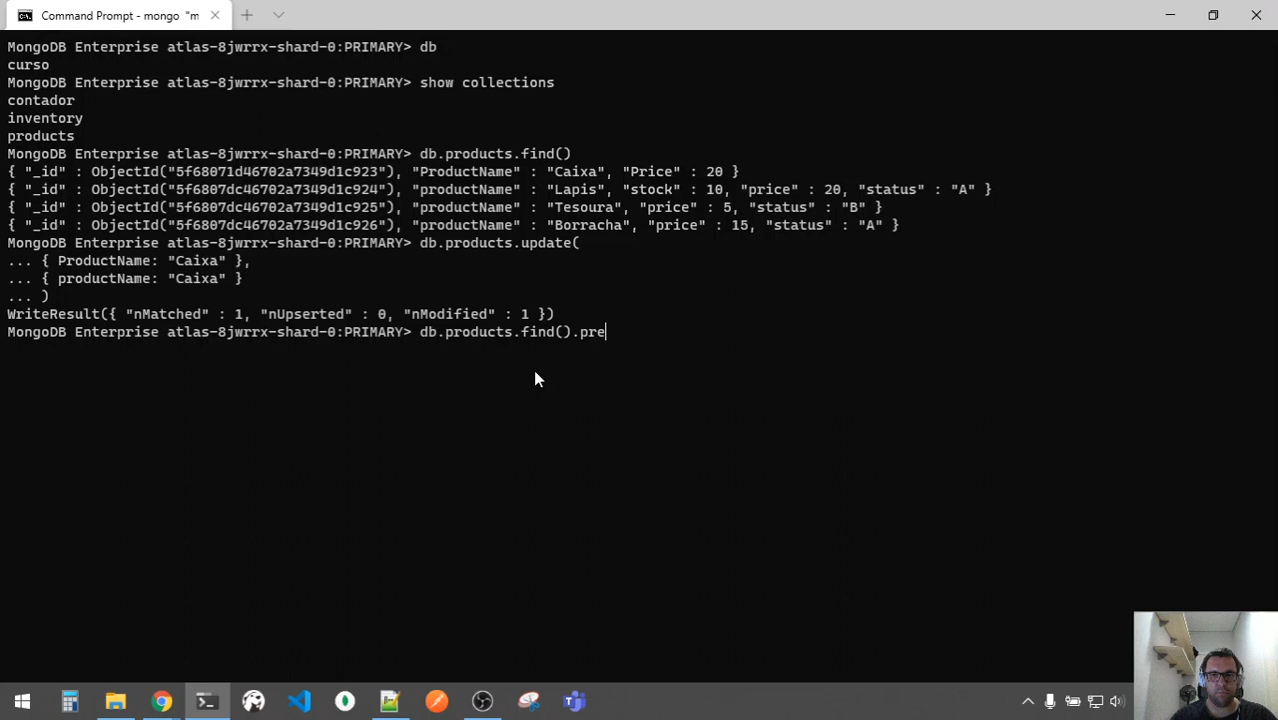 Command Prompt - mongo "m
MongoDB Enterprise atlas-8jwrrx-shard-0:PRIMARY> db
curso
MongoDB Enterprise atlas-8jwrrx-shard-0:PRIMARY> show collections
contador
inventory
products
MongoDB Enterprise atlas-8jwrrx-shard-0:PRIMARY> db.products.find()
{ "_id" : ObjectId("5f68071d46702a7349d1c923"), "ProductName" : "Caixa", "Price" : 20 }
{ "_id" : ObjectId("5f6807dc46702a7349d1c924"), "productName" : "Lapis", "stock" : 10, "price" : 20, "status" : "A" }
{ "_id" : ObjectId("5f6807dc46702a7349d1c925"), "productName" : "Tesoura", "price" : 5, "status" : "B" }
{ "_id" : ObjectId("5f6807dc46702a7349d1c926"), "productName" : "Borracha", "price" : 15, "status" : "A" }
MongoDB Enterprise atlas-8jwrrx-shard-0:PRIMARY> db.products.update(
... { ProductName: "Caixa" },
... { productName: "Caixa" }
... )
WriteResult({ "nMatched" : 1, "nUpserted" : 0, "nModified" : 1 })
MongoDB Enterprise atlas-8jwrrx-shard-0:PRIMARY> db.products.find().pre